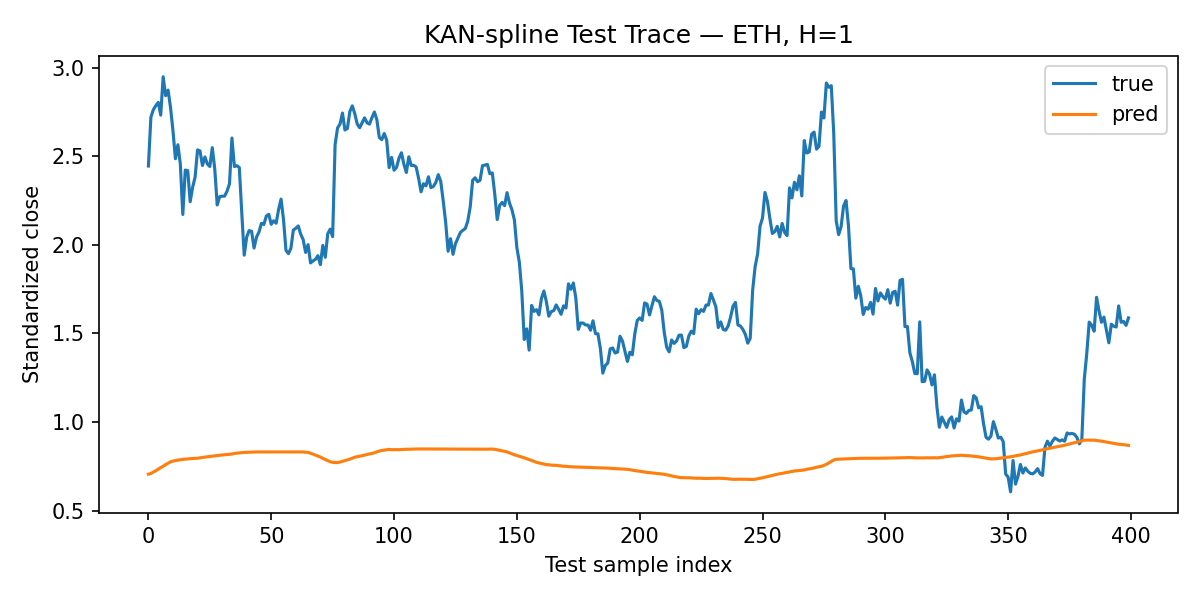 KAN-spline Test Trace — ETH, H=1
true
pred
Standardized close
3.0
2.5
2.0
1.5
1.0
0.5
0 50 100 150 200 250 300 350 400
Test sample index